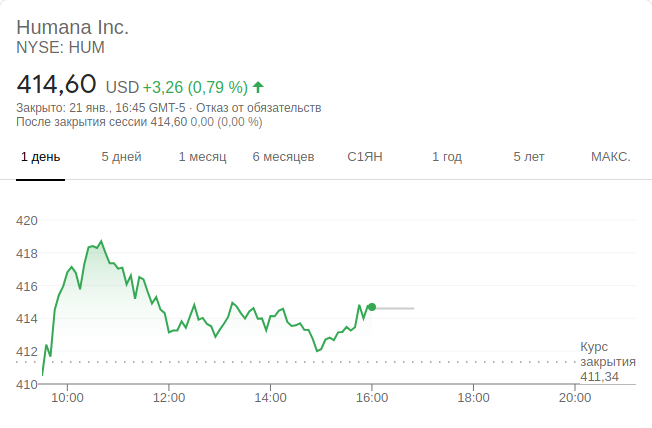 Humana Inc.
NYSE: HUM
414,60 USD +3,26 (0,79 %)
Закрыто: 21 янв., 16:45 GMT-5 · Отказ от обязательств
После закрытия сессии 414,60 0,00 (0,00 %)
1 день 5 дней 1 месяц 6 месяцев С1ЯН 1 год 5 лет МАКС.
420
418
416
414
412
410
Курс
закрытия
411,34
10:00 12:00 14:00 16:00 18:00 20:00